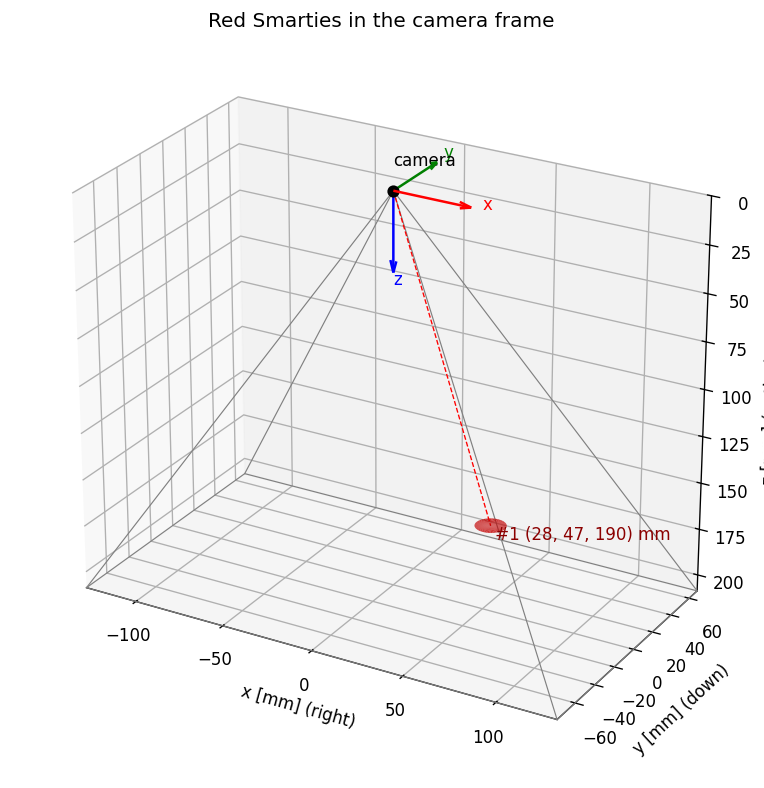 Red Smarties in the camera frame
camera
y
x
z
0
25
50
75
100
125
150
175
200
#1 (28, 47, 190) mm
−100
−50
0
50
100
x [mm] (right)
60
40
20
0
−20
−40
−60
y [mm] (down)